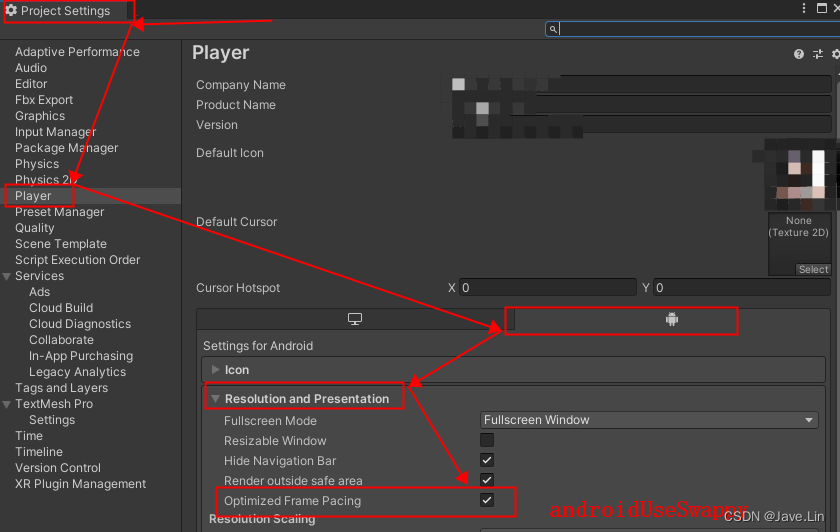 Project Settings
Adaptive Performance
Audio
Editor
Fbx Export
Graphics
Input Manager
Package Manager
Physics
Physics 2D
Player
Preset Manager
Quality
Scene Template
Script Execution Order
Services
Ads
Cloud Build
Cloud Diagnostics
Collaborate
In-App Purchasing
Legacy Analytics
Tags and Layers
TextMesh Pro
Settings
Time
Timeline
Version Control
XR Plugin Management
Player
Company Name
Product Name
Version
Default Icon
Default Cursor
None
(Texture 2D)
Select
Cursor Hotspot X 0 Y 0
Settings for Android
Icon
Resolution and Presentation
Fullscreen Mode Fullscreen Window
Resizable Window
Hide Navigation Bar
Render outside safe area
Optimized Frame Pacing
androidUseSwappy
Resolution Scaling
CSDN @Jave.Lin